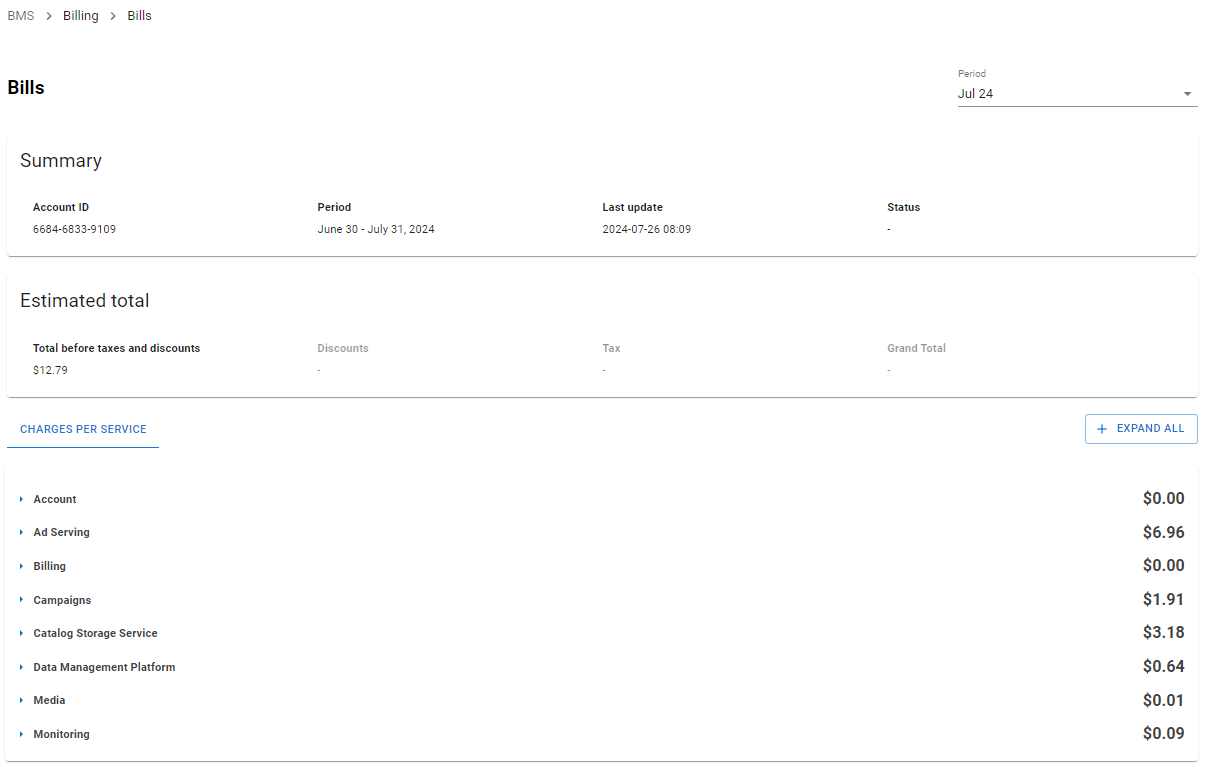 BMS > Billing > Bills
Period
Bills
Jul 24
Summary
Account ID Period Last update Status
6684-6833-9109 June 30 - July 31, 2024 2024-07-26 08:09 -
Estimated total
Total before taxes and discounts Discounts Tax Grand Total
$12.79 - - -
CHARGES PER SERVICE + EXPAND ALL
Account $0.00
Ad Serving $6.96
Billing $0.00
Campaigns $1.91
Catalog Storage Service $3.18
Data Management Platform $0.64
Media $0.01
Monitoring $0.09